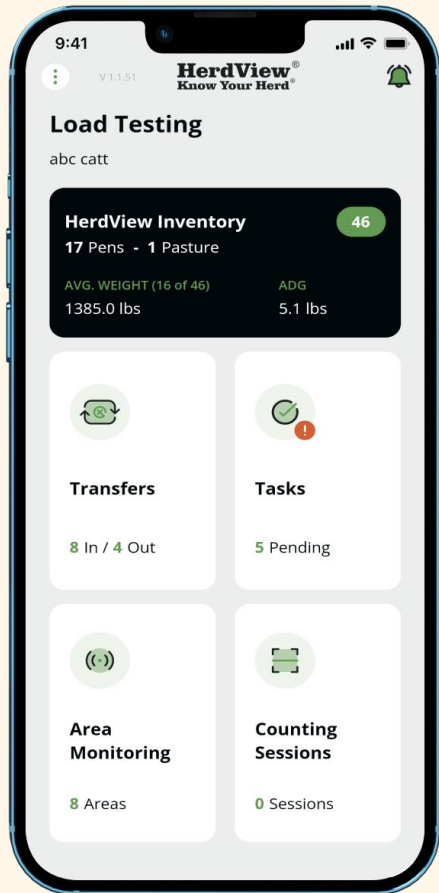 9:41
V 1.1.51
HerdView®
Know Your Herd®
Load Testing
abc catt
HerdView Inventory
46
17 Pens - 1 Pasture
AVG. WEIGHT (16 of 46)
ADG
1385.0 lbs
5.1 lbs
Transfers
8 In / 4 Out
Tasks
5 Pending
Area
Monitoring
8 Areas
Counting
Sessions
0 Sessions